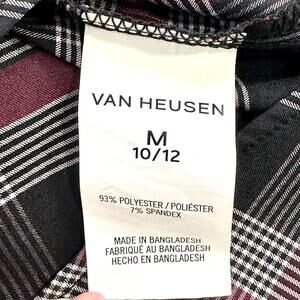 VAN HEUSEN
M
10/12
93% POLYESTER / POLIÉSTER
7% SPANDEX
MADE IN BANGLADESH
FABRIQUÉ AU BANGLADESH
HECHO EN BANGLADESH